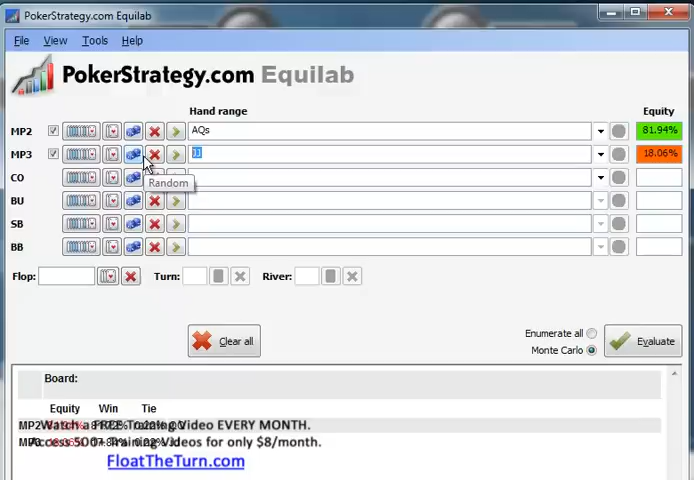 PokerStrategy.com Equilab
File View Tools Help
PokerStrategy.com Equilab
Hand range Equity
MP2 AQs 81.94%
MP3 JJ 18.06%
Random
CO
BU
SB
BB
Flop: Turn: River:
Clear all
Enumerate all
Monte Carlo
Evaluate
Board:
Equity Win Tie
Watch a FREE Training Video EVERY MONTH.
Access 500+ Training Videos for only $8/month.
FloatTheTurn.com